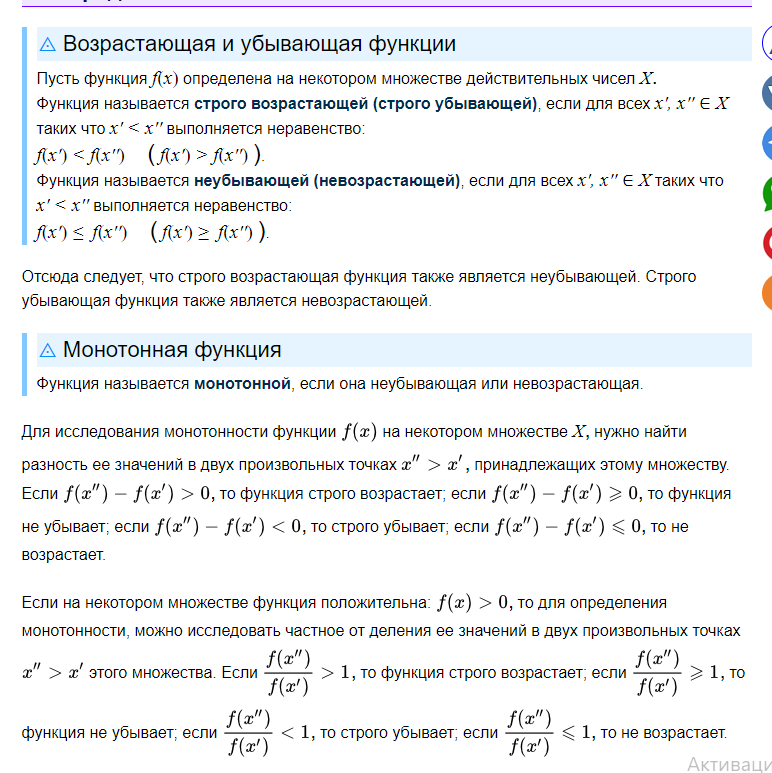 Возрастающая и убывающая функции
Пусть функция f(x) определена на некотором множестве действительных чисел X.
Функция называется строго возрастающей (строго убывающей), если для всех x′, x″ ∈ X
таких что x′ < x″ выполняется неравенство:
f(x′) < f(x″) ( f(x′) > f(x″) ).
Функция называется неубывающей (невозрастающей), если для всех x′, x″ ∈ X таких что
x′ < x″ выполняется неравенство:
f(x′) ≤ f(x″) ( f(x′) ≥ f(x″) ).
Отсюда следует, что строго возрастающая функция также является неубывающей. Строго
убывающая функция также является невозрастающей.
Монотонная функция
Функция называется монотонной, если она неубывающая или невозрастающая.
Для исследования монотонности функции f(x) на некотором множестве X, нужно найти
разность ее значений в двух произвольных точках x″ > x′, принадлежащих этому множеству.
Если f(x″) − f(x′) > 0, то функция строго возрастает; если f(x″) − f(x′) ⩾ 0, то функция
не убывает; если f(x″) − f(x′) < 0, то строго убывает; если f(x″) − f(x′) ⩽ 0, то не
возрастает.
Если на некотором множестве функция положительна: f(x) > 0, то для определения
монотонности, можно исследовать частное от деления ее значений в двух произвольных точках
x″ > x′ этого множества. Если f(x″)/f(x′) > 1, то функция строго возрастает; если f(x″)/f(x′) ⩾ 1, то
функция не убывает; если f(x″)/f(x′) < 1, то строго убывает; если f(x″)/f(x′) ⩽ 1, то не возрастает.
Активаци